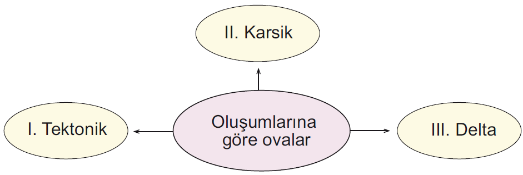 II. Karsik
I. Tektonik
Oluşumlarına
göre ovalar
III. Delta